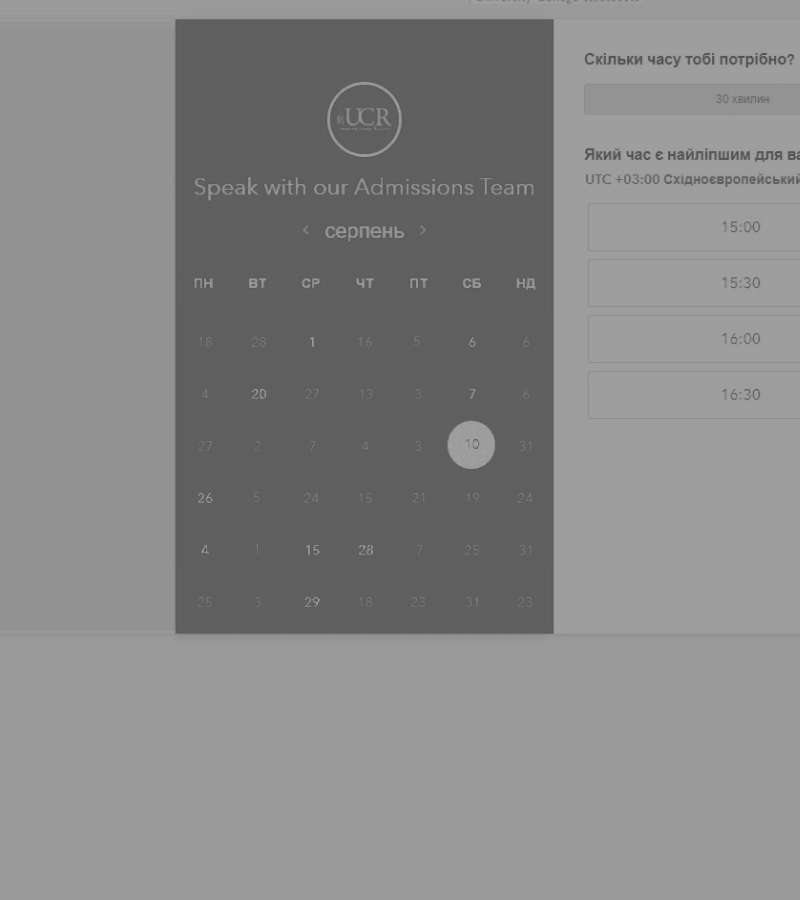 UCR
Speak with our Admissions Team
‹ серпень ›
ПН ВТ СР ЧТ ПТ СБ НД
18 28 1 16 5 6 6
4 20 27 13 3 7 6
27 2 7 4 3 10 31
26 5 24 15 21 19 24
4 1 15 28 7 25 31
25 3 29 18 23 31 23
Скільки часу тобі потрібно?
30 хвилин
Який час є найліпшим для ва
UTC +03:00 Східноєвропейський
15:00
15:30
16:00
16:30